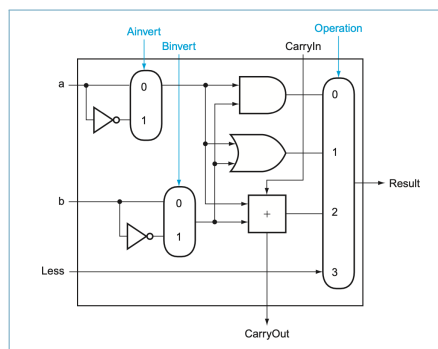 Ainvert
Operation
Binvert
CarryIn
a
0
1
0
1
b
0
1
+
2
Less
3
Result
CarryOut